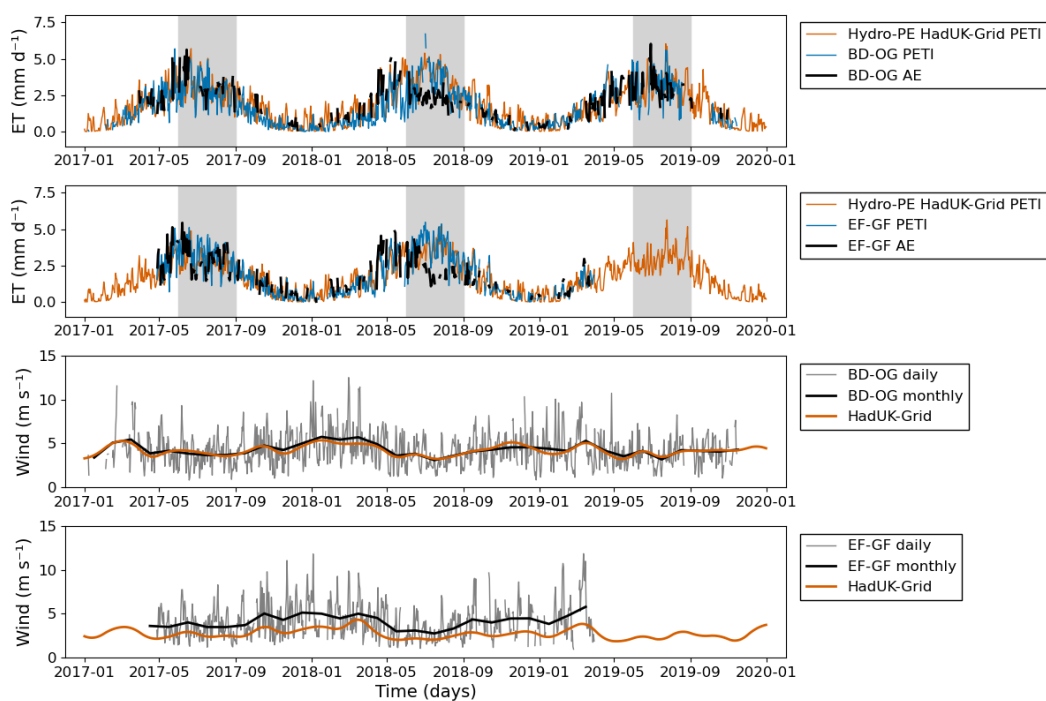 7.5
5.0
2.5
0.0
ET (mm d⁻¹)
2017-01 2017-05 2017-09 2018-01 2018-05 2018-09 2019-01 2019-05 2019-09 2020-01
Hydro-PE HadUK-Grid PETI
BD-OG PETI
BD-OG AE
7.5
5.0
2.5
0.0
ET (mm d⁻¹)
2017-01 2017-05 2017-09 2018-01 2018-05 2018-09 2019-01 2019-05 2019-09 2020-01
Hydro-PE HadUK-Grid PETI
EF-GF PETI
EF-GF AE
15
10
5
0
Wind (m s⁻¹)
2017-01 2017-05 2017-09 2018-01 2018-05 2018-09 2019-01 2019-05 2019-09 2020-01
BD-OG daily
BD-OG monthly
HadUK-Grid
15
10
5
0
Wind (m s⁻¹)
2017-01 2017-05 2017-09 2018-01 2018-05 2018-09 2019-01 2019-05 2019-09 2020-01
Time (days)
EF-GF daily
EF-GF monthly
HadUK-Grid